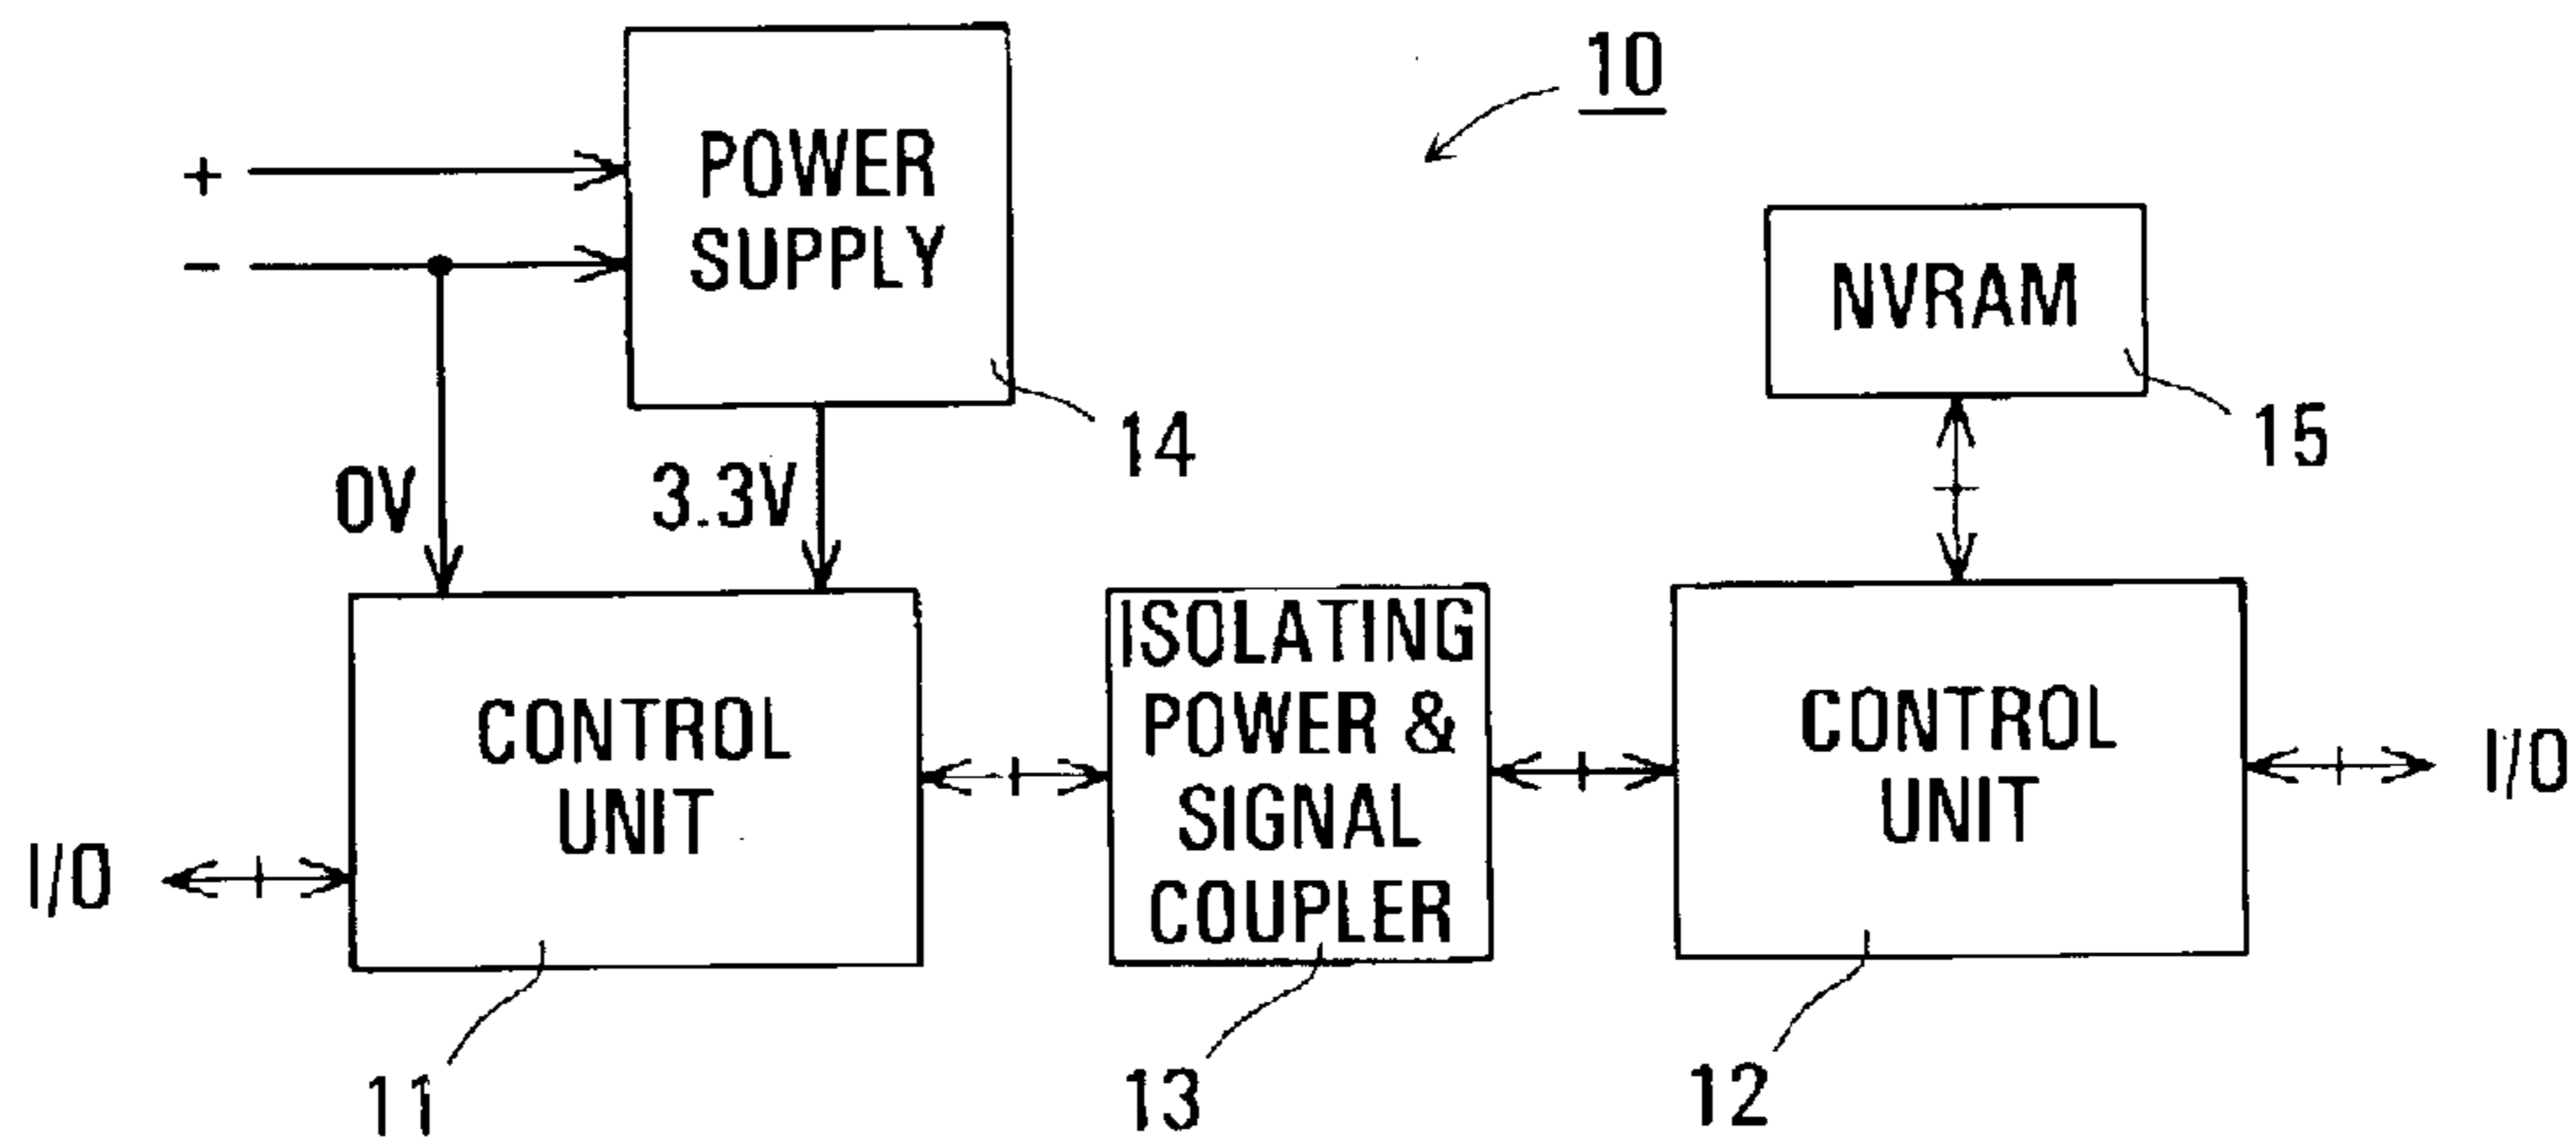 10
+
-
POWER
SUPPLY
14
NVRAM
15
0V
3.3V
I/O
CONTROL
UNIT
11
ISOLATING
POWER &
SIGNAL
COUPLER
13
CONTROL
UNIT
12
I/O